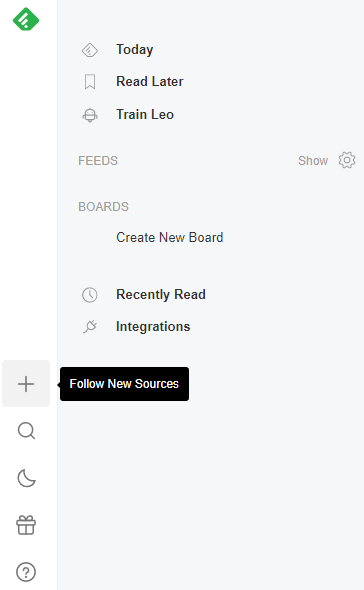 Today
Read Later
Train Leo
FEEDS Show
BOARDS
Create New Board
Recently Read
Integrations
Follow New Sources